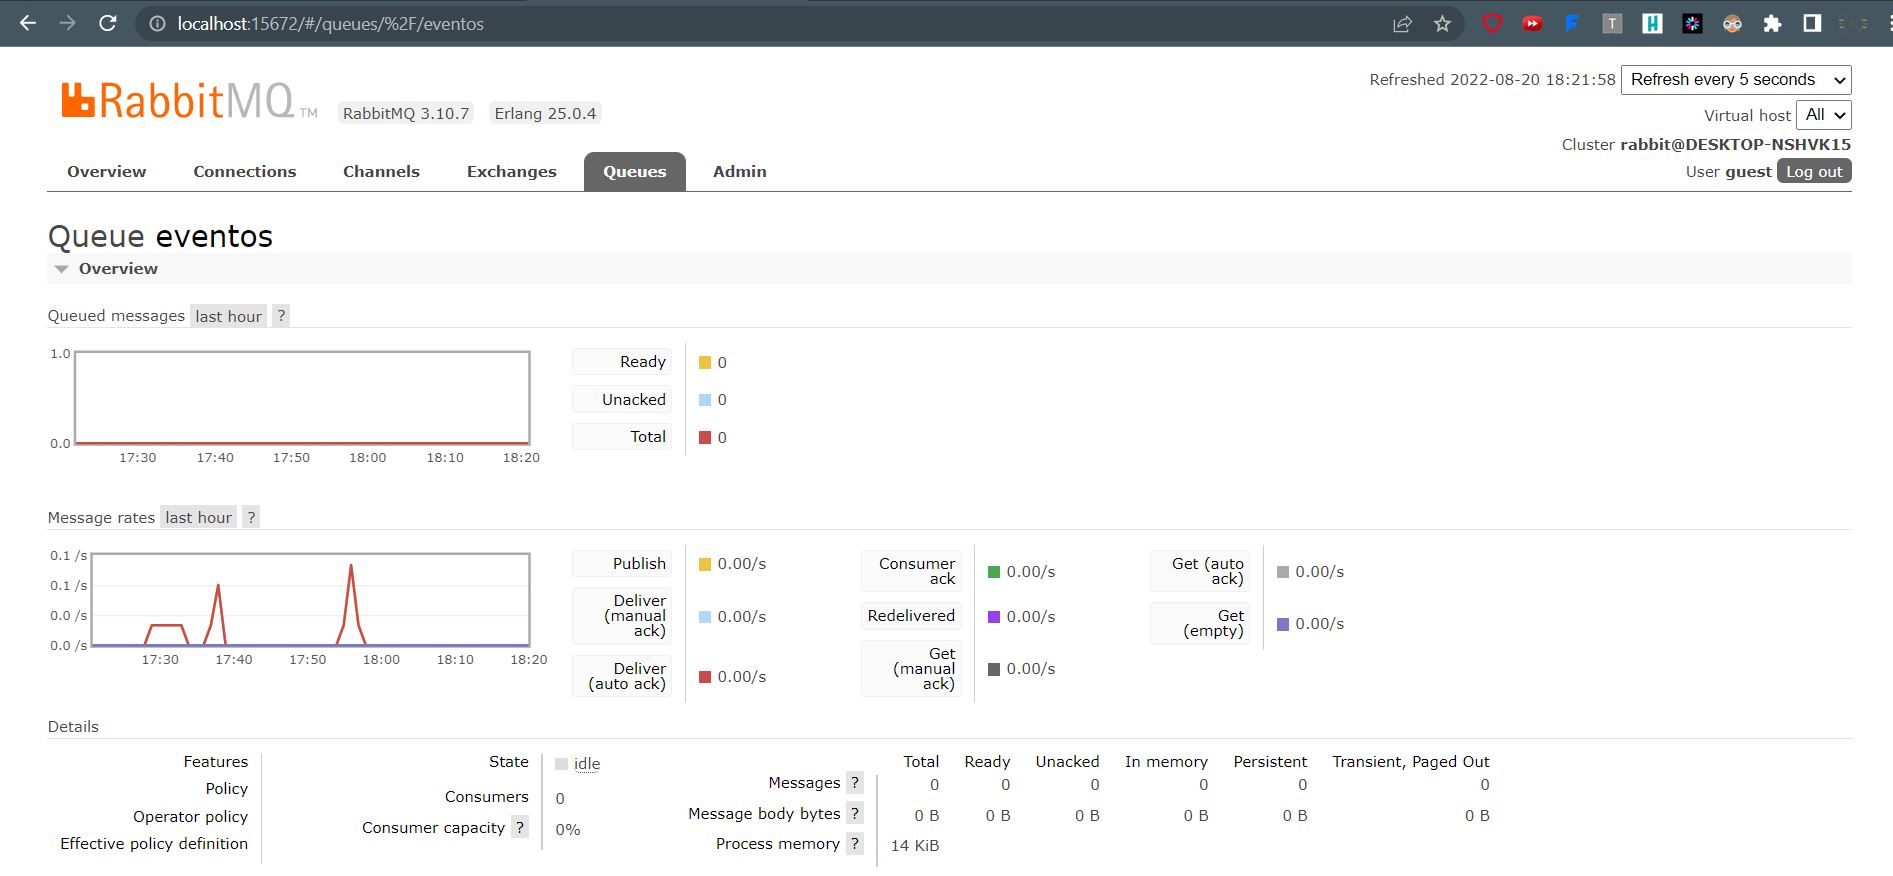 localhost:15672/#/queues/%2F/eventos
RabbitMQ TM RabbitMQ 3.10.7 Erlang 25.0.4
Refreshed 2022-08-20 18:21:58 Refresh every 5 seconds
Virtual host All
Cluster rabbit@DESKTOP-NSHVK15
User guest Log out
Overview Connections Channels Exchanges Queues Admin
Queue eventos
Overview
Queued messages last hour ?
1.0
0.0
17:30 17:40 17:50 18:00 18:10 18:20
Ready 0
Unacked 0
Total 0
Message rates last hour ?
0.1 /s
0.1 /s
0.0 /s
0.0 /s
17:30 17:40 17:50 18:00 18:10 18:20
Publish 0.00/s
Deliver
(manual 0.00/s
ack)
Deliver
(auto ack) 0.00/s
Consumer
ack 0.00/s
Redelivered 0.00/s
Get
(manual 0.00/s
ack)
Get (auto
ack) 0.00/s
Get
(empty) 0.00/s
Details
Features
Policy
Operator policy
Effective policy definition
State idle
Consumers 0
Consumer capacity ? 0%
Total Ready Unacked In memory Persistent Transient, Paged Out
Messages ? 0 0 0 0 0 0
Message body bytes ? 0 B 0 B 0 B 0 B 0 B 0 B
Process memory ? 14 KiB